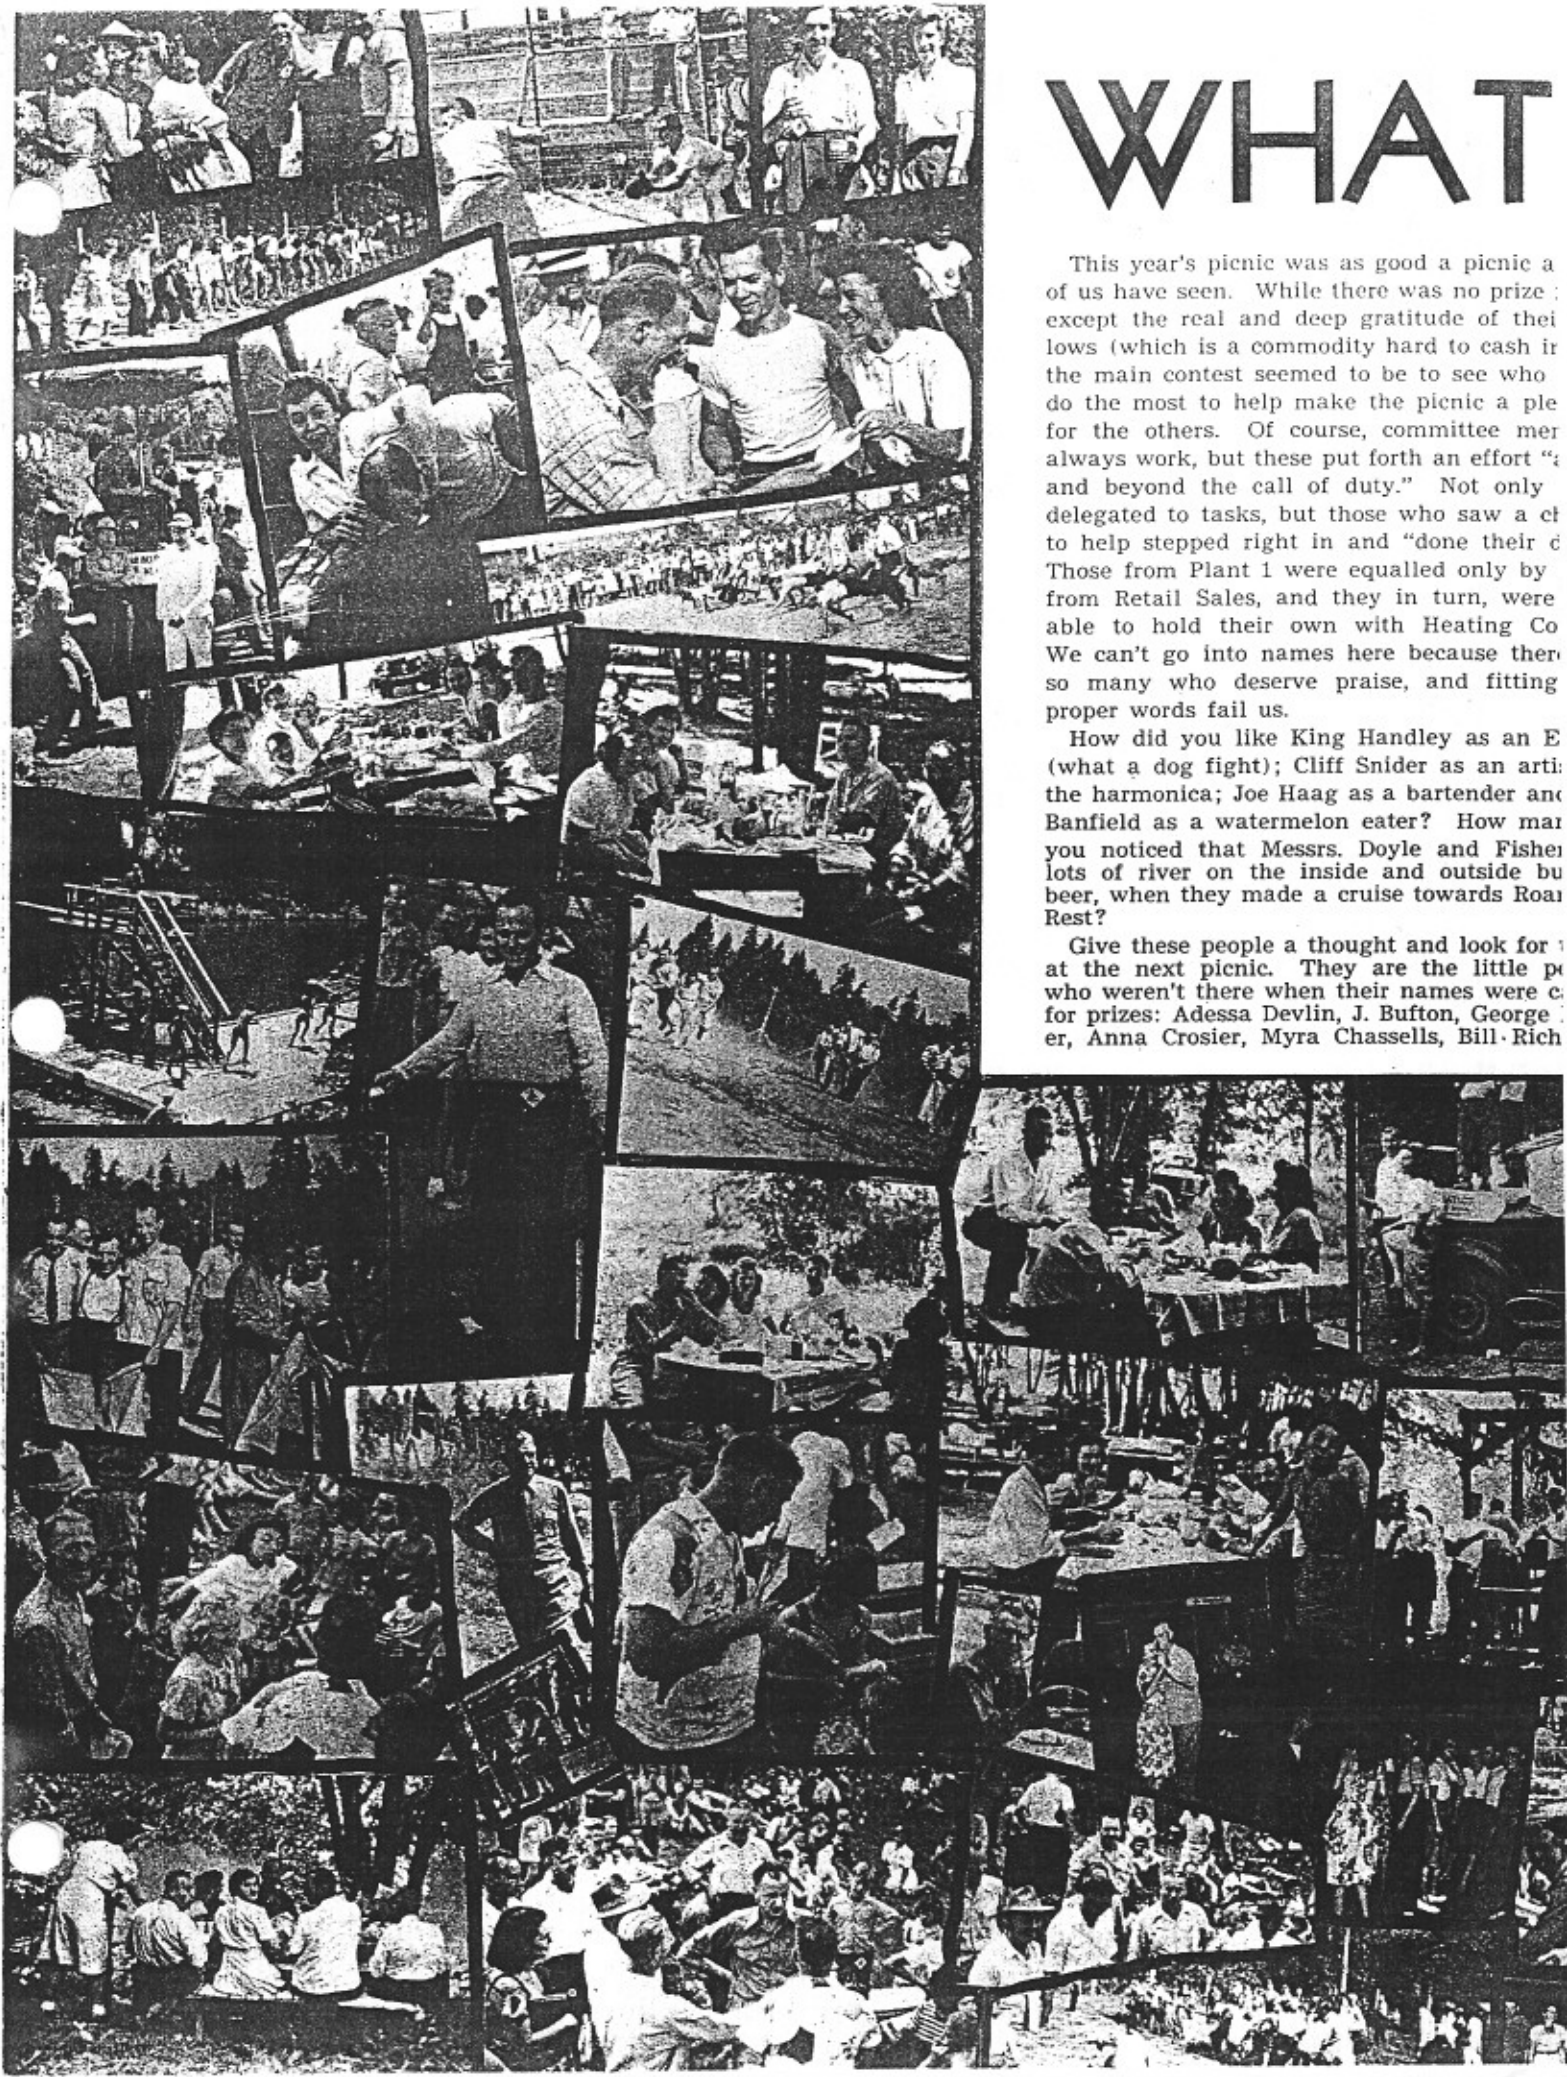 WHAT
This year's picnic was as good a picnic a
of us have seen. While there was no prize
except the real and deep gratitude of thei
lows (which is a commodity hard to cash in
the main contest seemed to be to see who
do the most to help make the picnic a ple
for the others. Of course, committee mer
always work, but these put forth an effort "a
and beyond the call of duty." Not only
delegated to tasks, but those who saw a ch
to help stepped right in and "done their d
Those from Plant 1 were equalled only by
from Retail Sales, and they in turn, were
able to hold their own with Heating Co
We can't go into names here because there
so many who deserve praise, and fitting
proper words fail us.
How did you like King Handley as an E
(what a dog fight); Cliff Snider as an arti
the harmonica; Joe Haag as a bartender and
Banfield as a watermelon eater? How mar
you noticed that Messrs. Doyle and Fisher
lots of river on the inside and outside bu
beer, when they made a cruise towards Roar
Rest?
Give these people a thought and look for
at the next picnic. They are the little pe
who weren't there when their names were c
for prizes: Adessa Devlin, J. Bufton, George
er, Anna Crosier, Myra Chassells, Bill Rich